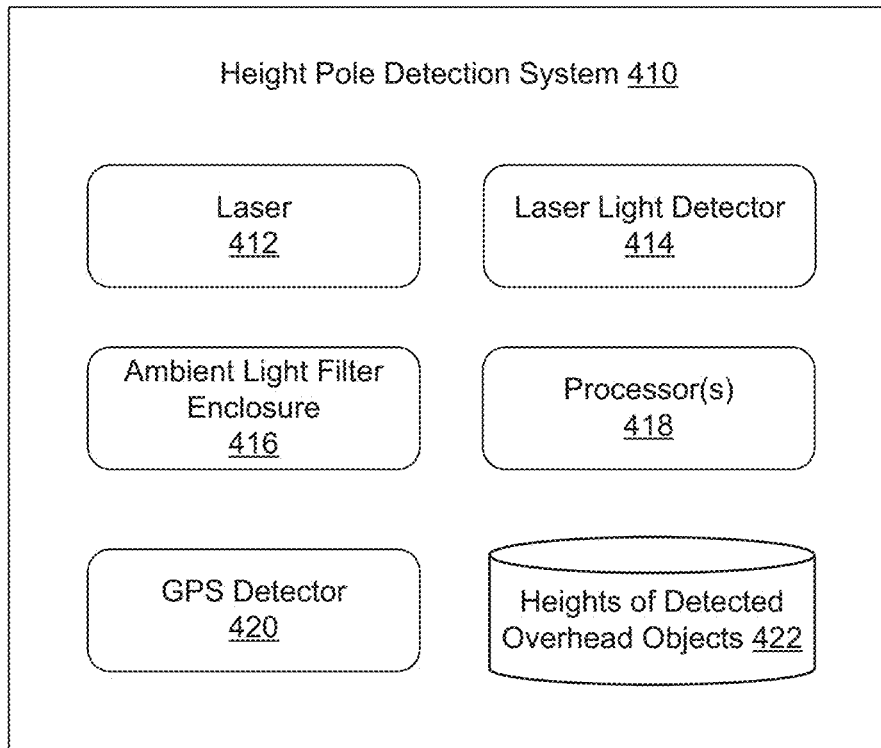 Height Pole Detection System 410
Laser
412
Laser Light Detector
414
Ambient Light Filter
Enclosure
416
Processor(s)
418
GPS Detector
420
Heights of Detected
Overhead Objects 422